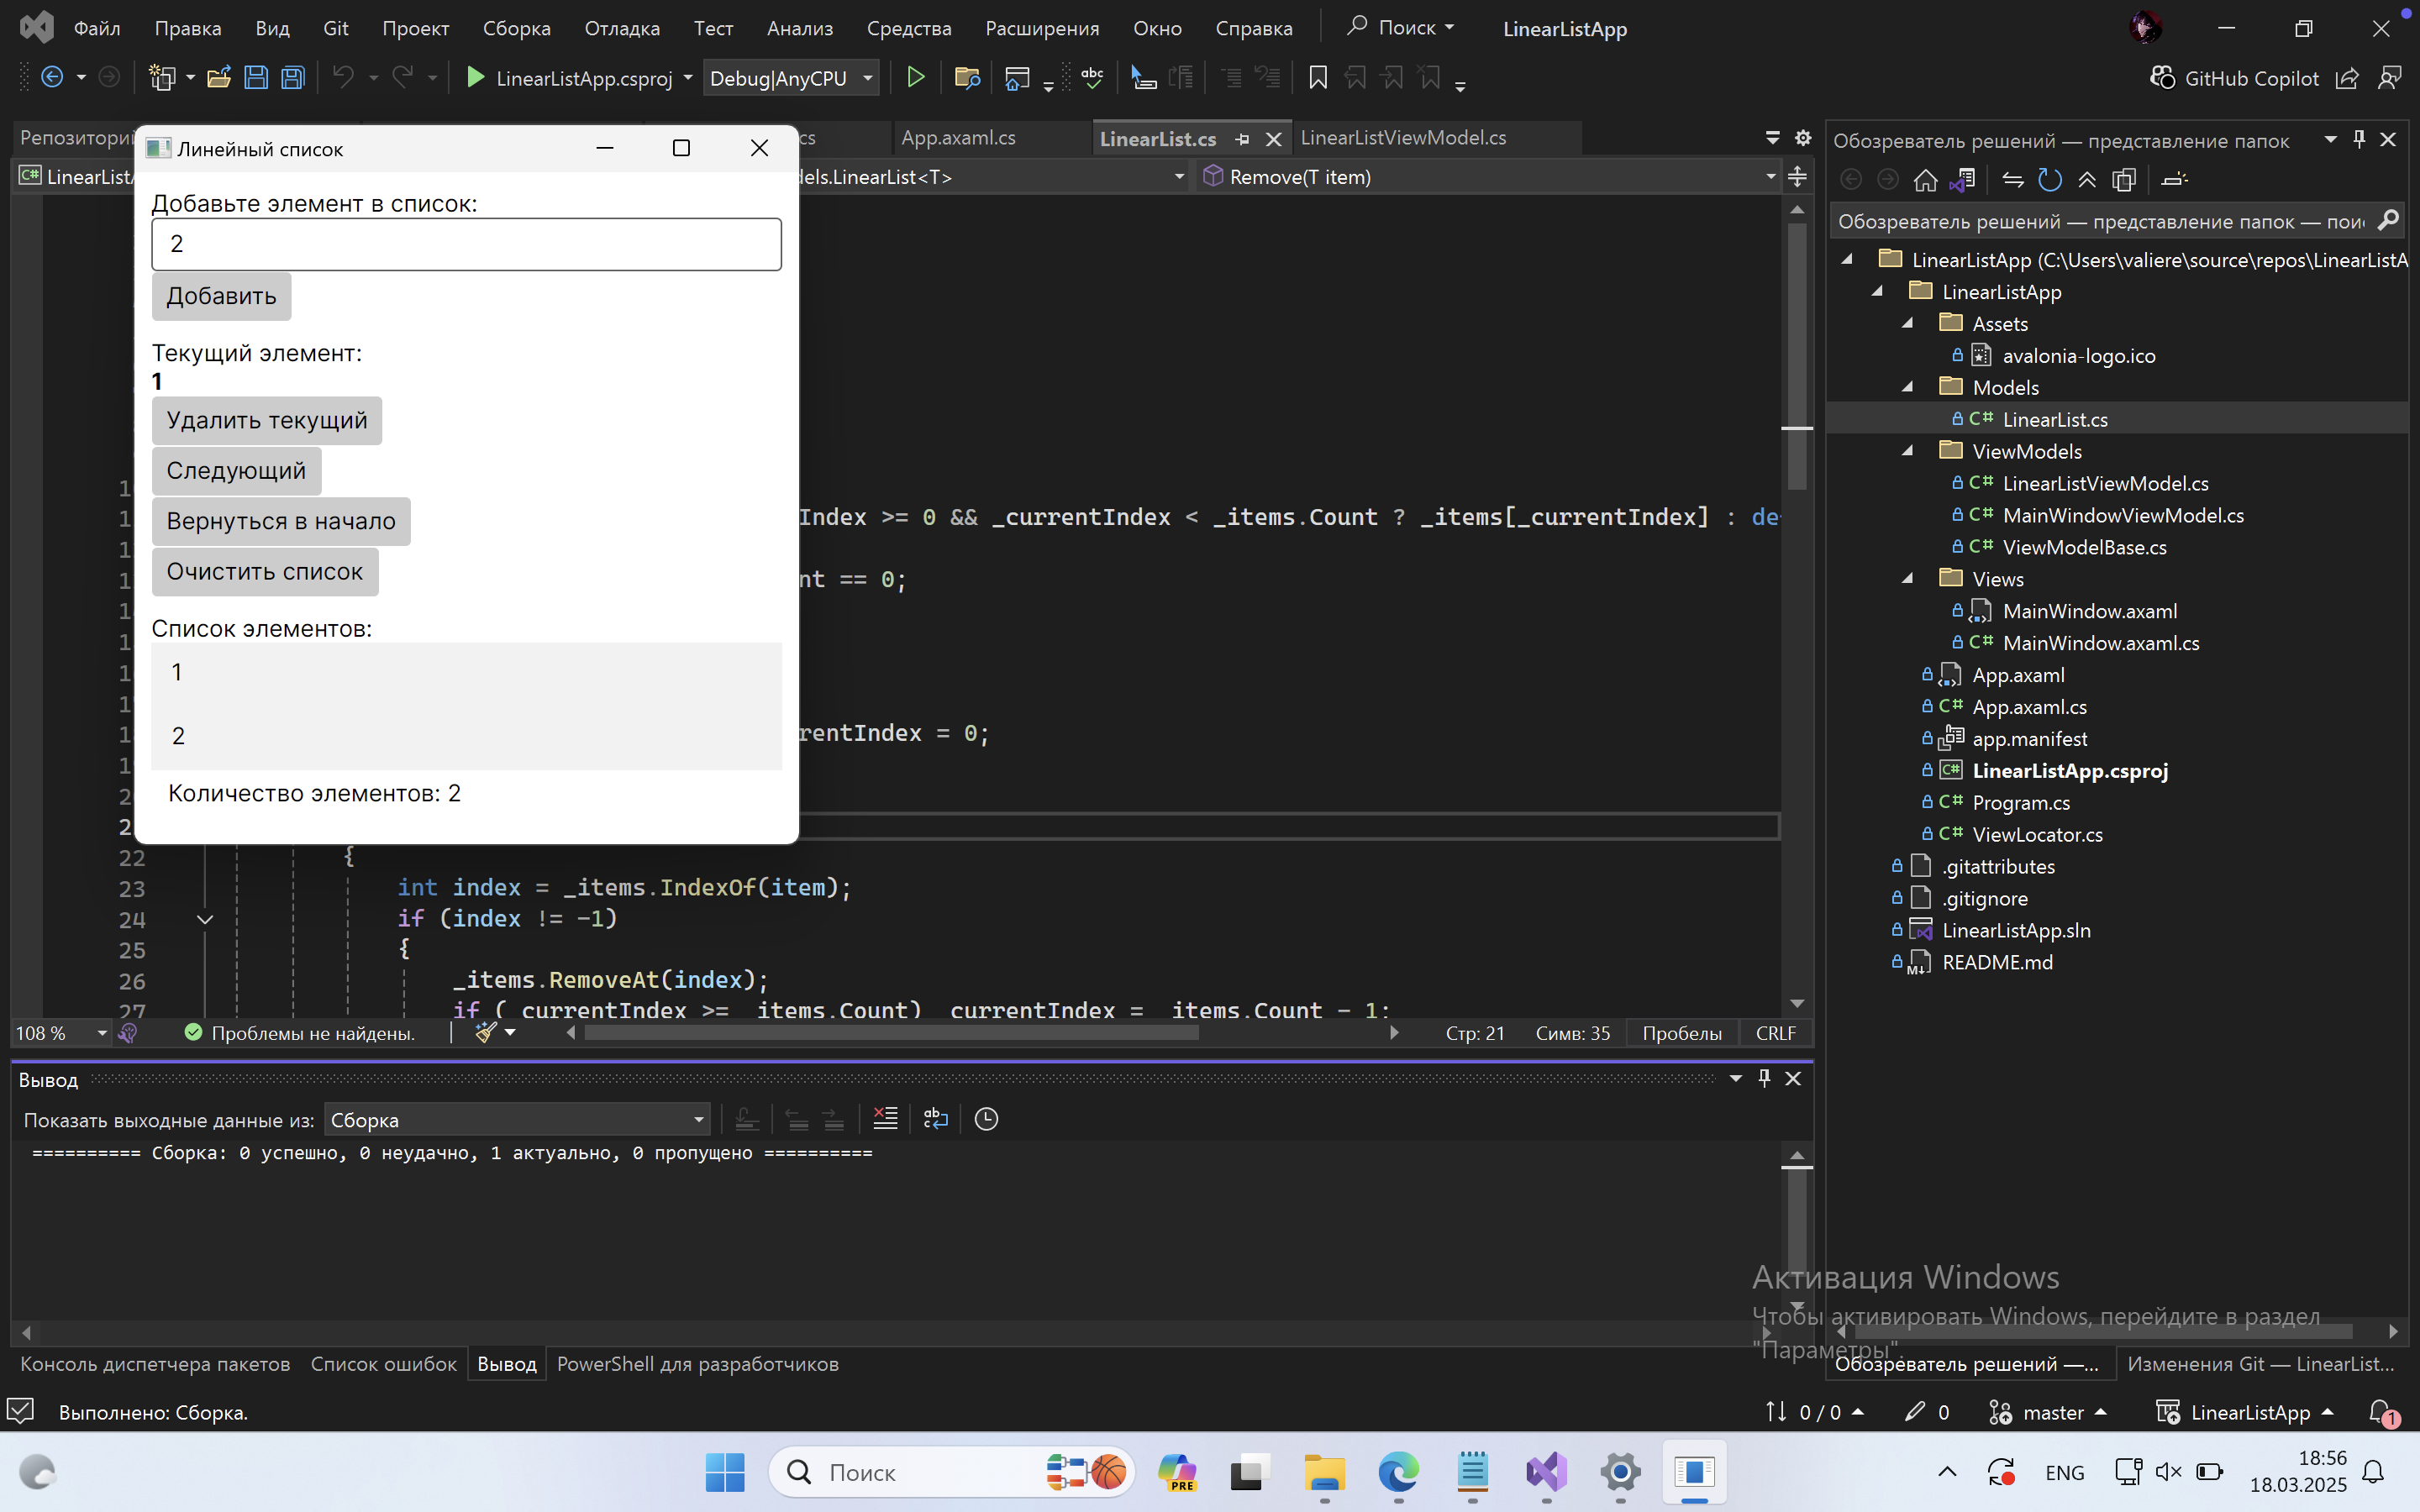 Файл Правка Вид Git Проект Сборка Отладка Тест Анализ Средства Расширения Окно Справка Поиск LinearListApp
LinearListApp.csproj Debug|AnyCPU abc GitHub Copilot
Репозитори cs App.axaml.cs LinearList.cs LinearListViewModel.cs
C# LinearListA dels.LinearList<T> Remove(T item)
Линейный список
Добавьте элемент в список:
2
Добавить
Текущий элемент:
1
Удалить текущий
Следующий
Вернуться в начало
Очистить список
Список элементов:
1
2
Количество элементов: 2
Index >= 0 && _currentIndex < _items.Count ? _items[_currentIndex] : de
nt == 0;
rentIndex = 0;
22 {
23 int index = _items.IndexOf(item);
24 if (index != -1)
25 {
26 _items.RemoveAt(index);
27 if (_currentIndex >= _items.Count) _currentIndex = _items.Count - 1;
108 % Проблемы не найдены. Стр: 21 Симв: 35 Пробелы CRLF
Вывод
Показать выходные данные из: Сборка
========== Сборка: 0 успешно, 0 неудачно, 1 актуально, 0 пропущено ==========
Консоль диспетчера пакетов Список ошибок Вывод PowerShell для разработчиков
Обозреватель решений — представление папок
Обозреватель решений — представление папок — пои
LinearListApp (C:\Users\valiere\source\repos\LinearListA
LinearListApp
Assets
avalonia-logo.ico
Models
C# LinearList.cs
ViewModels
C# LinearListViewModel.cs
C# MainWindowViewModel.cs
C# ViewModelBase.cs
Views
MainWindow.axaml
C# MainWindow.axaml.cs
App.axaml
C# App.axaml.cs
app.manifest
C# LinearListApp.csproj
C# Program.cs
C# ViewLocator.cs
.gitattributes
.gitignore
LinearListApp.sln
README.md
Активация Windows
Чтобы активировать Windows, перейдите в раздел
"Параметры".
Обозреватель решений —... Изменения Git — LinearList...
Выполнено: Сборка. 0 / 0 0 master LinearListApp 1
Поиск PRE ENG 18:56
18.03.2025